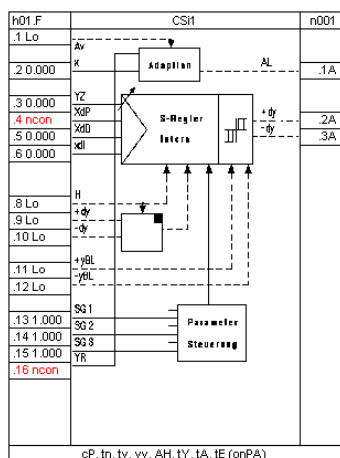 h01.F CSi1 n001
.1 Lo
Av
.2 0.000 x Adaption AL .1A
.3 0.000 YZ
.4 ncon XdP S-Regler +dy .2A
.5 0.000 XdD Intern -dy .3A
.6 0.000 xdI
.8 Lo H
.9 Lo +dy
.10 Lo -dy
.11 Lo +yBL
.12 Lo -yBL
SG1
.13 1.000 SG2 Parameter
.14 1.000 SG3 Steuerung
.15 1.000 YR
.16 ncon
cP, tn, tv, vv, AH, tY, tA, tE (onPA)